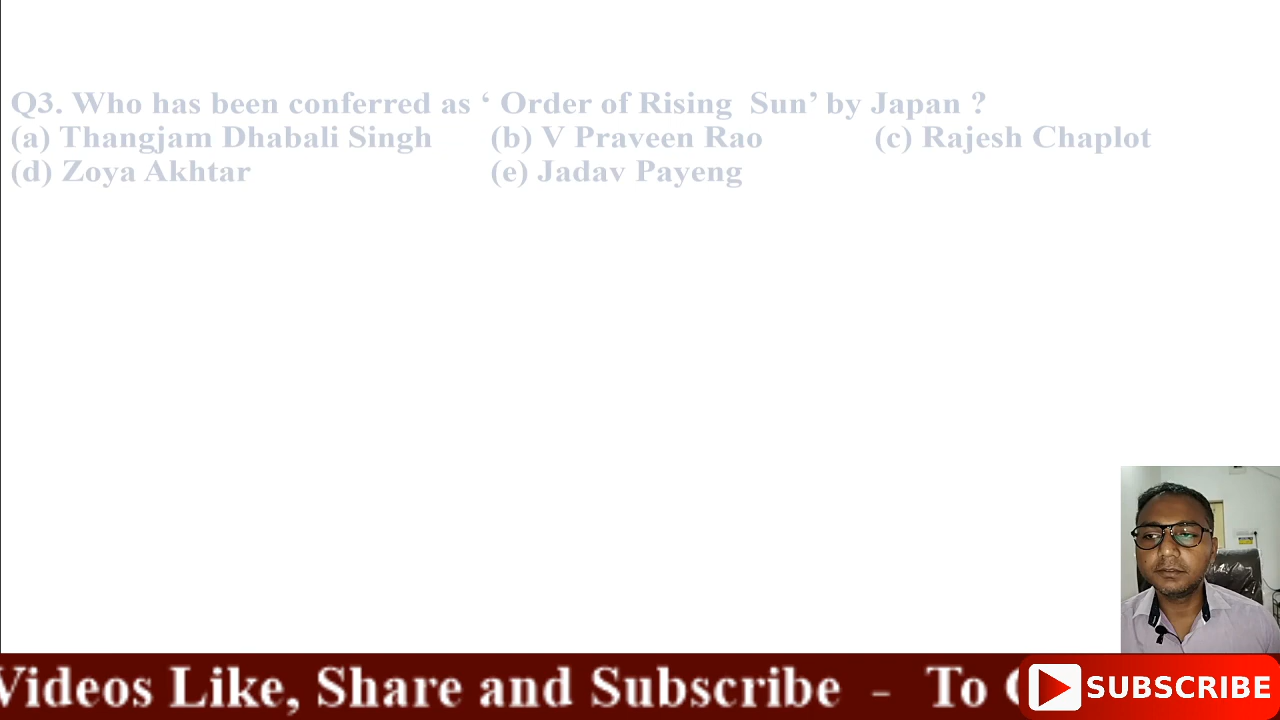 Q3. Who has been conferred as ‘ Order of Rising  Sun’ by Japan ?
(a) Thangjam Dhabali Singh (b) V Praveen Rao (c) Rajesh Chaplot
(d) Zoya Akhtar (e) Jadav Payeng
Videos Like, Share and Subscribe - To
SUBSCRIBE